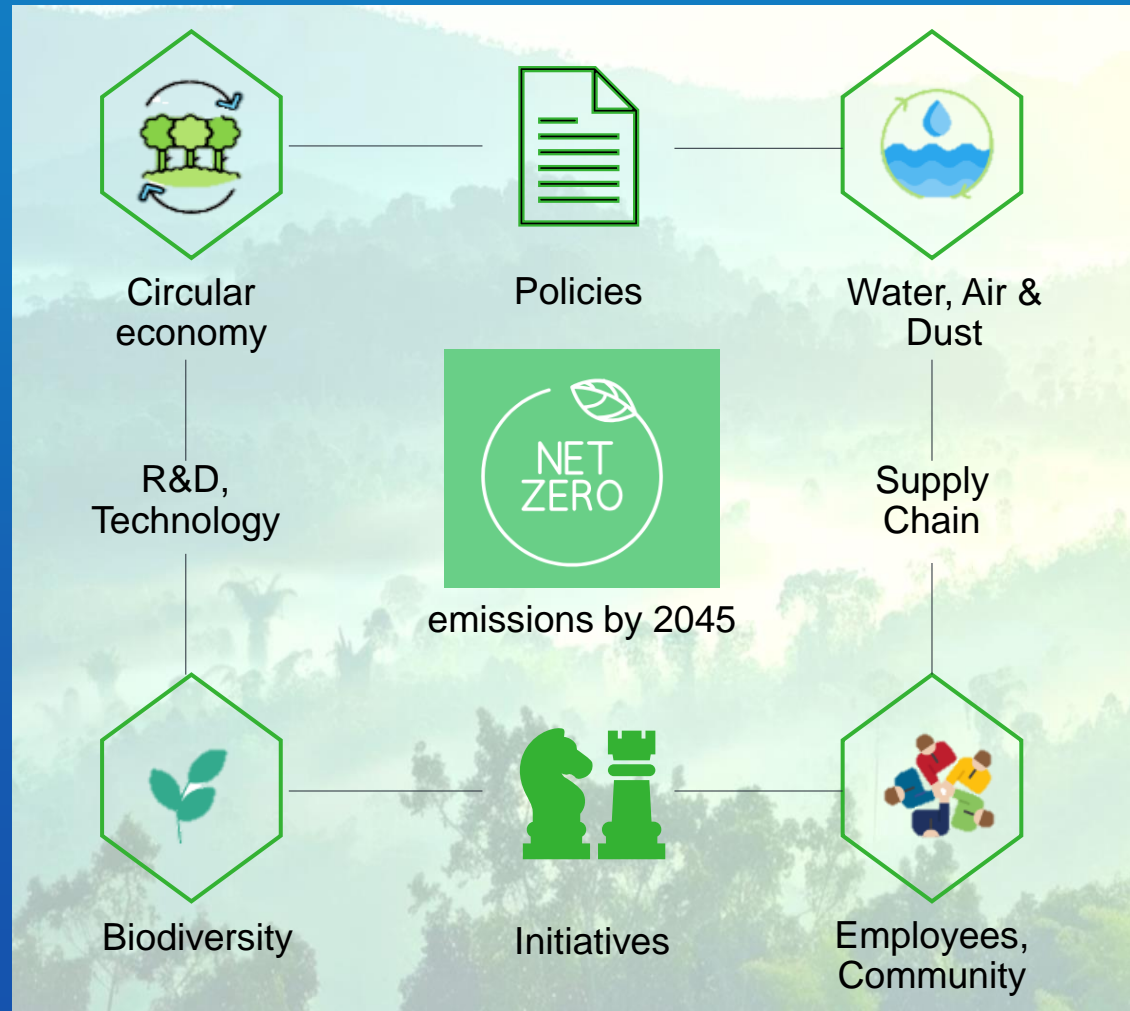 Circular
economy
Policies
Water, Air &
Dust
R&D,
Technology
NET
ZERO
Supply
Chain
emissions by 2045
Biodiversity
Initiatives
Employees,
Community